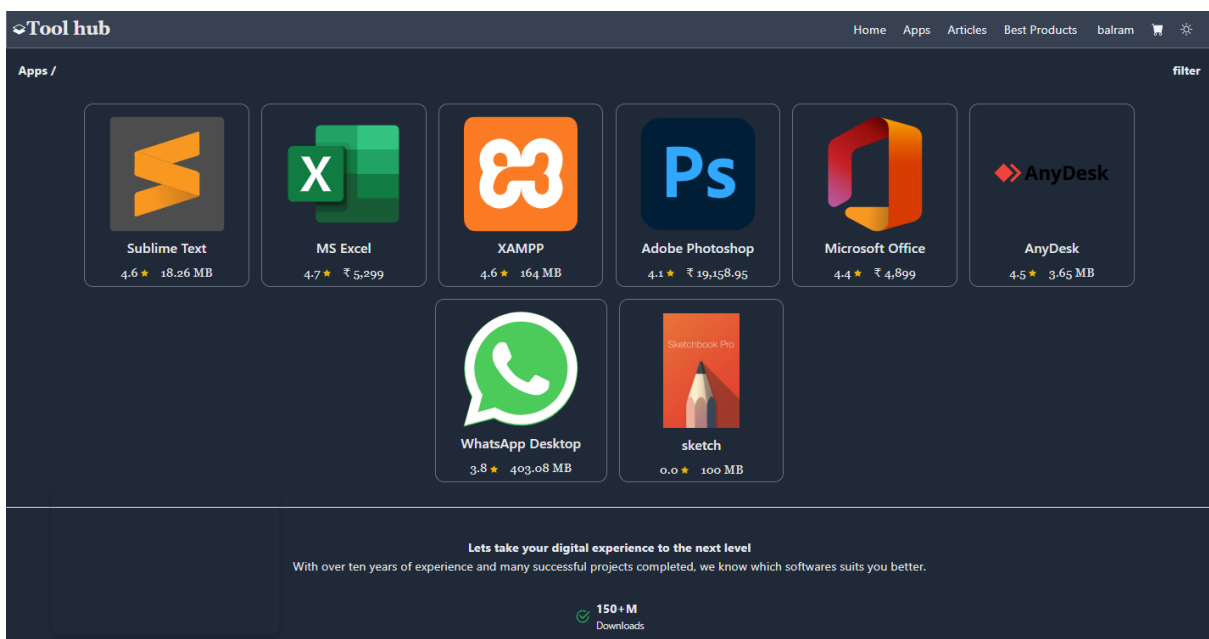 Tool hub
Home Apps Articles Best Products balram
Apps /
filter
X
Ps
AnyDesk
Sublime Text
MS Excel
XAMPP
Adobe Photoshop
Microsoft Office
AnyDesk
4.6 ★ 18.26 MB
4.7 ★ ₹ 5,299
4.6 ★ 164 MB
4.1 ★ ₹ 19,158.95
4.4 ★ ₹ 4,899
4.5 ★ 3.65 MB
Sketchbook Pro
WhatsApp Desktop
sketch
3.8 ★ 403.08 MB
0.0 ★ 100 MB
Lets take your digital experience to the next level
With over ten years of experience and many successful projects completed, we know which softwares suits you better.
150+M
Downloads